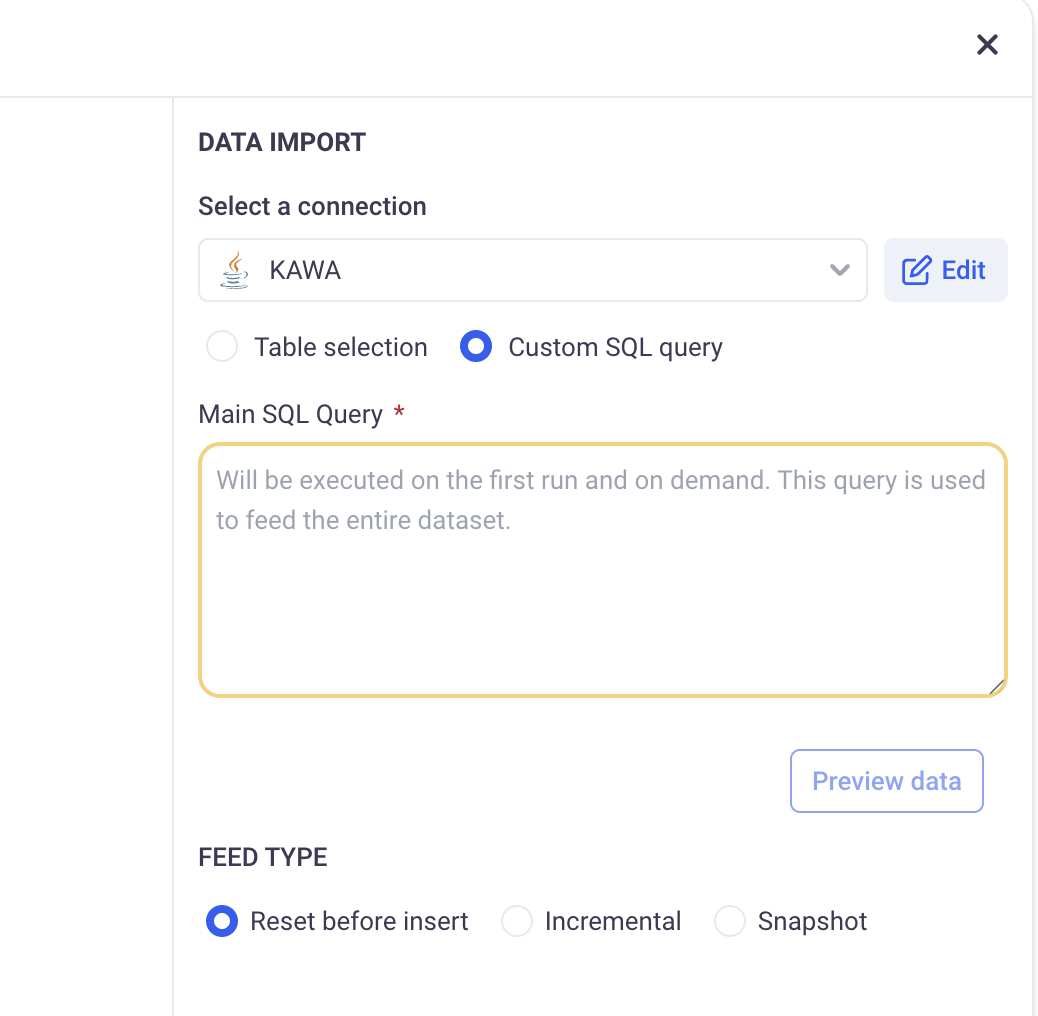 DATA IMPORT
Select a connection
KAWA
Edit
Table selection
Custom SQL query
Main SQL Query *
Will be executed on the first run and on demand. This query is used
to feed the entire dataset.
Preview data
FEED TYPE
Reset before insert
Incremental
Snapshot